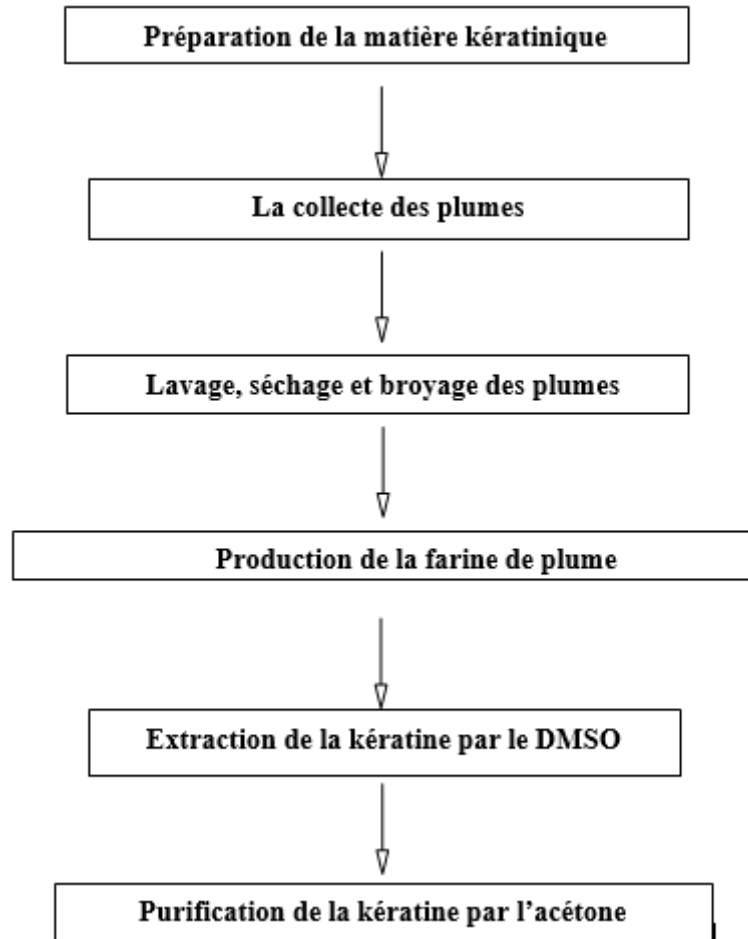 Préparation de la matière kératinique
La collecte des plumes
Lavage, séchage et broyage des plumes
Production de la farine de plume
Extraction de la kératine par le DMSO
Purification de la kératine par l’acétone